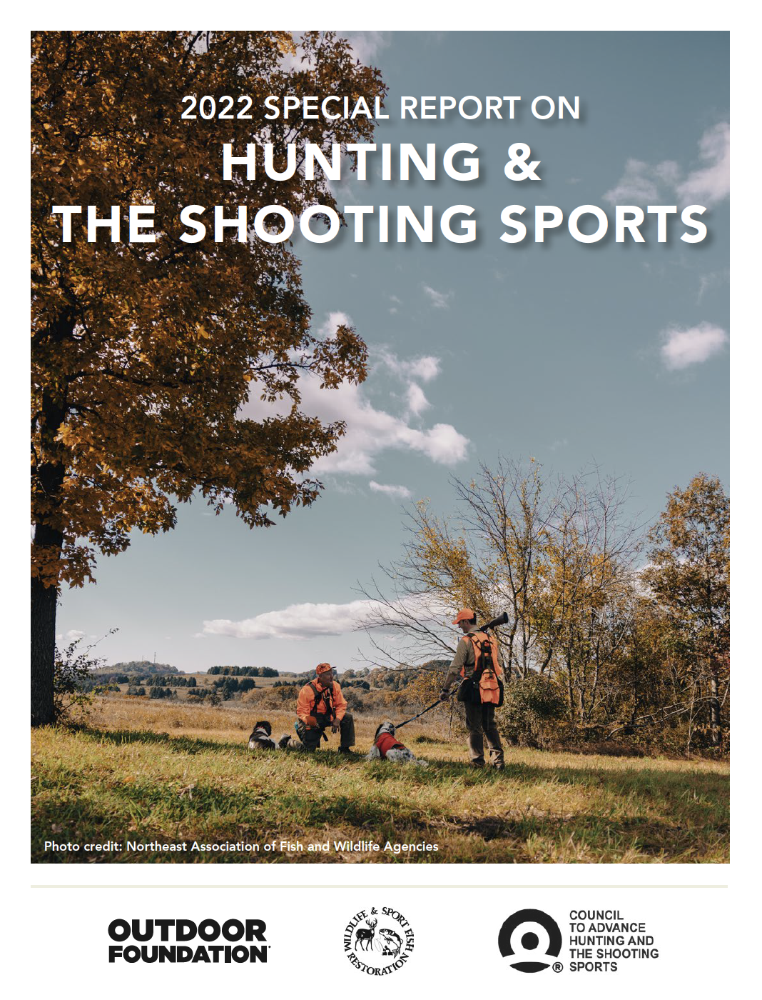 2022 SPECIAL REPORT ON
HUNTING &
THE SHOOTING SPORTS
Photo credit: Northeast Association of Fish and Wildlife Agencies
OUTDOOR
FOUNDATION
WILDLIFE & SPORT FISH
RESTORATION
COUNCIL
TO ADVANCE
HUNTING AND
THE SHOOTING
® SPORTS